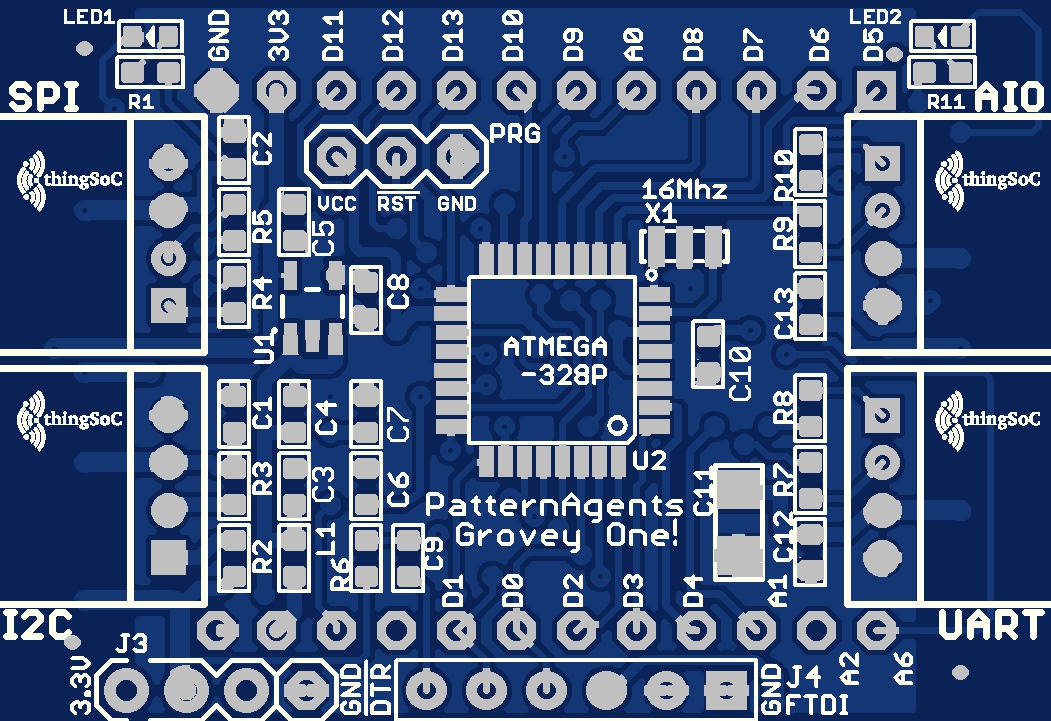 LED1
LED2
GND
3V3
D11
D12
D13
D10
D9
A0
D8
D7
D6
D5
R1
R11
SPI
AIO
PRG
VCC
RST
GND
16Mhz
X1
C2
R10
thingSoC
thingSoC
R5
C5
R9
R4
C8
C13
U1
ATMEGA
-328P
C10
C1
C4
C7
R8
thingSoC
thingSoC
U2
R3
C3
C6
C11
R7
PatternAgents
Grovey One!
R2
L1
R6
C9
C12
D1
D0
D2
D3
D4
A1
I2C
UART
J3
3.3V
GND
DTR
GND
J4
FTDI
A2
A6